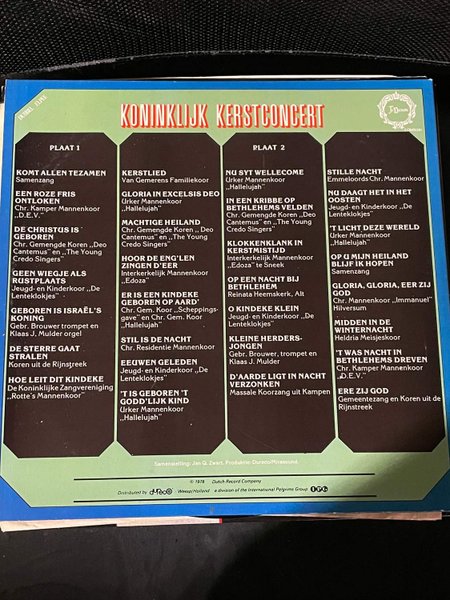 KONINKLIJK KERSTCONCERT
PLAAT 1
KOMT ALLEN TEZAMEN
Samenzang
EEN ROZE FRIS
ONTLOKEN
Chr. Kamper Mannenkoor
,,D.E.V."
DE CHRISTUS IS
GEBOREN
Chr. Gemengde Koren ,,Deo
Cantemus" en ,,The Young
Credo Singers"
GEEN WIEGJE ALS
RUSTPLAATS
Jeugd- en Kinderkoor ,,De
Lenteklokjes"
GEBOREN IS ISRAËL'S
KONING
Gebr. Brouwer trompet en
Klaas J. Mulder orgel
DE STERRE GAAT
STRALEN
Koren uit de Rijnstreek
HOE LEIT DIT KINDEKE
De Koninklijke Zangvereniging
,,Rotte's Mannenkoor"
KERSTLIED
Van Gemerens Familiekoor
GLORIA IN EXCELSIS DEO
Urker Mannenkoor
,,Hallelujah"
MACHTIGE HEILAND
Chr. Gemengde Koren ,,Deo
Cantemus" en ,,The Young
Credo Singers"
HOOR DE ENG'LEN
ZINGEN D'EER
Interkerkelijk Mannenkoor
,,Edoza"
ER IS EEN KINDEKE
GEBOREN OP AARD'
Chr. Gem. Koor ,,Scheppings-
gave" en Chr. Gem. Koor
,,Hallelujah"
STIL IS DE NACHT
Chr. Residentie Mannenkoor
EEUWEN GELEDEN
Jeugd- en Kinderkoor ,,De
Lenteklokjes"
'T IS GEBOREN 'T
GODD'LIJK KIND
Urker Mannenkoor
,,Hallelujah"
PLAAT 2
NU SYT WELLECOME
Urker Mannenkoor
,,Hallelujah"
IN EEN KRIBBE OP
BETHLEHEMS VELDEN
Chr. Gemengde Koren ,,Deo
Cantemus" en ,,The Young
Credo Singers"
KLOKKENKLANK IN
KERSTMISTIJD
Interkerkelijk Mannenkoor
,,Edoza" te Sneek
OP EEN NACHT BIJ
BETHLEHEM
Reinata Heemskerk, Alt
O KINDEKE KLEIN
Jeugd- en Kinderkoor ,,De
Lenteklokjes"
KLEINE HERDERS-
JONGEN
Gebr. Brouwer, trompet en
Klaas J. Mulder
D'AARDE LIGT IN NACHT
VERZONKEN
Massale Koorzang uit Kampen
STILLE NACHT
Emmeloords Chr. Mannenkoor
NU DAAGT HET IN HET
OOSTEN
Jeugd- en Kinderkoor ,,De
Lenteklokjes"
'T LICHT DEZE WERELD
Urker Mannenkoor
,,Hallelujah"
OP U MIJN HEILAND
BLIJF IK HOPEN
Samenzang
GLORIA, GLORIA, EER ZIJ
GOD
Chr. Mannenkoor ,,Immanuel"
Hilversum
MIDDEN IN DE
WINTERNACHT
Heldria Meisjeskoor
'T WAS NACHT IN
BETHLEHEMS DREVEN
Chr. Kamper Mannenkoor
,,D.E.V."
ERE ZIJ GOD
Gemeentezang en Koren uit de
Rijnstreek
Samenstelling: Jan Q. Zwart. Produktie:
© 1978 Dutch Record Company
Distributed by dureco Weesp/Holland a division of the International Pelgrims Group IPG